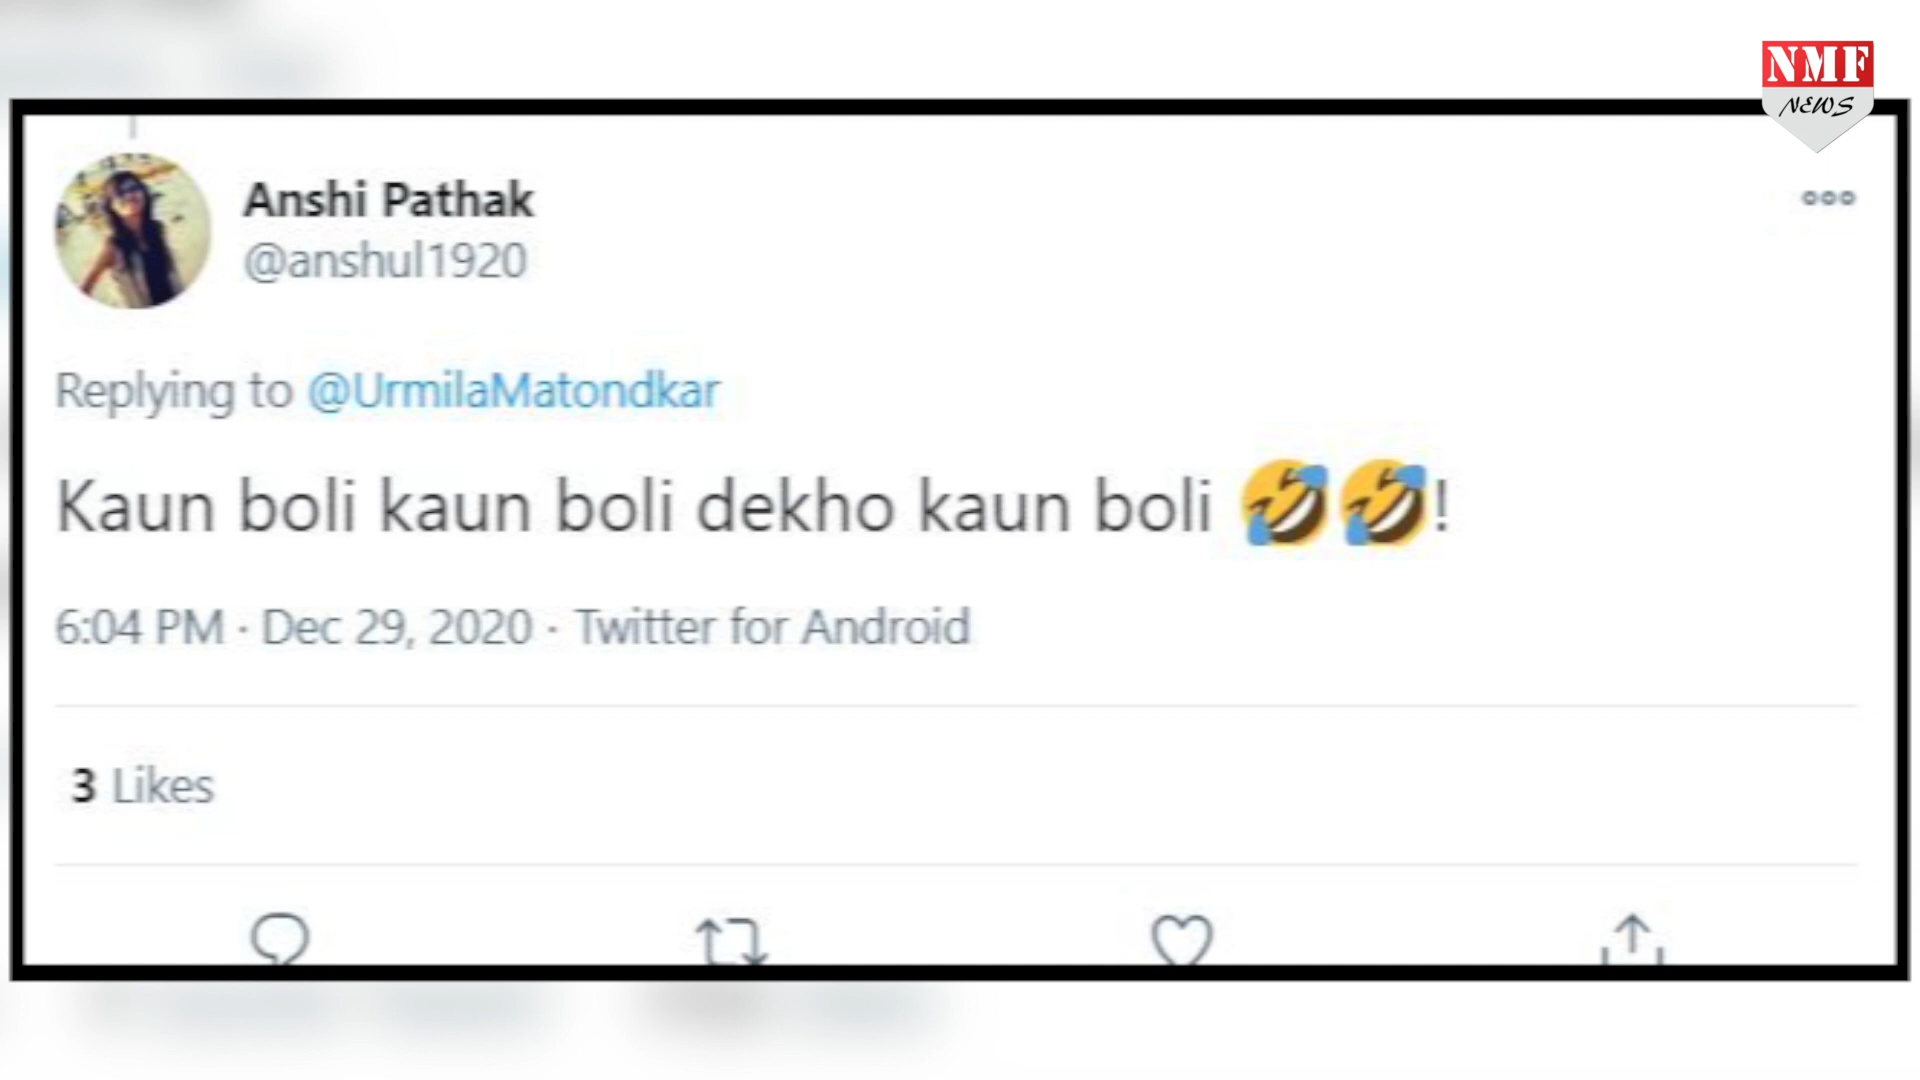 NMF
NEWS
Anshi Pathak
@anshul1920
Replying to @UrmilaMatondkar
Kaun boli kaun boli dekho kaun boli 🤣🤣!
6:04 PM · Dec 29, 2020 · Twitter for Android
3 Likes